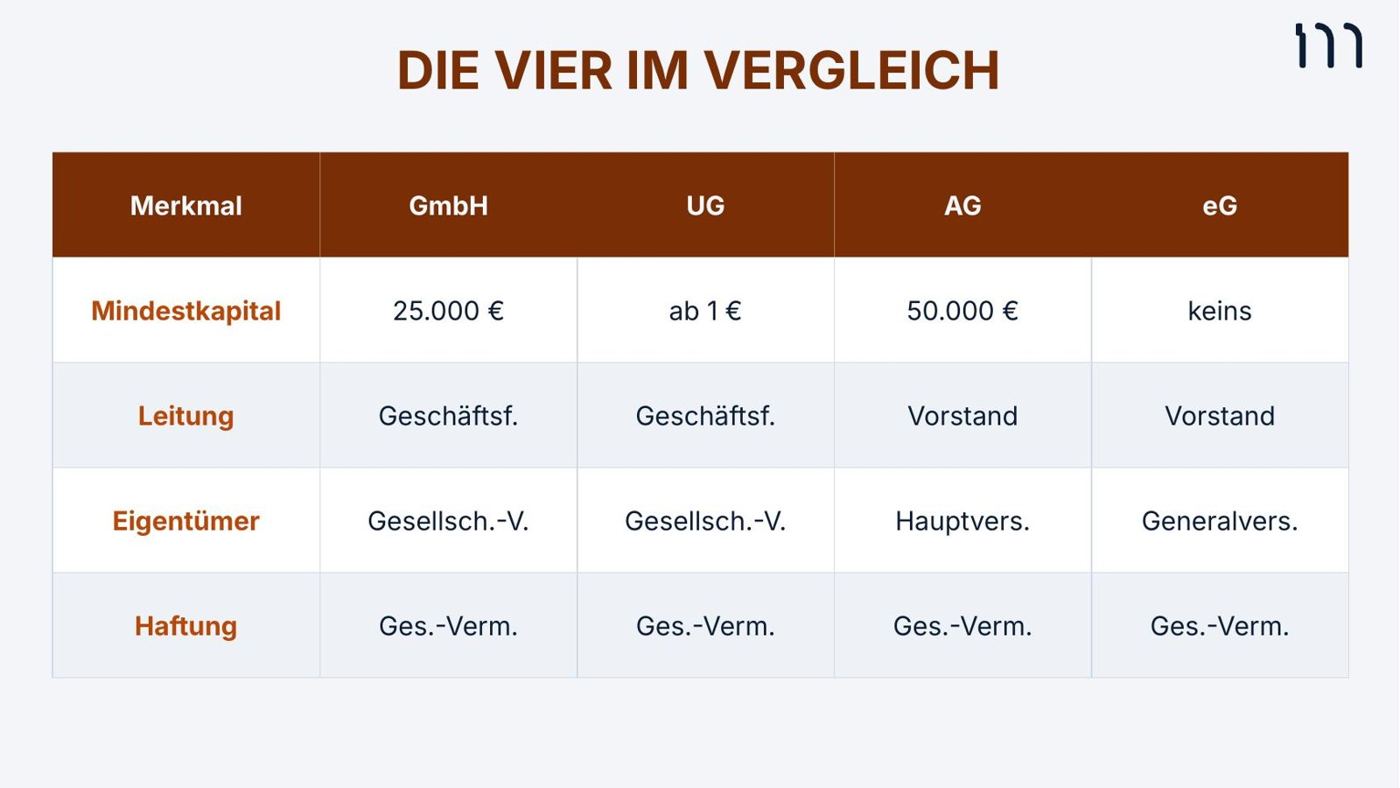 DIE VIER IM VERGLEICH
m
Merkmal GmbH UG AG eG
Mindestkapital 25.000 € ab 1 € 50.000 € keins
Leitung Geschäftsf. Geschäftsf. Vorstand Vorstand
Eigentümer Gesellsch.-V. Gesellsch.-V. Hauptvers. Generalvers.
Haftung Ges.-Verm. Ges.-Verm. Ges.-Verm. Ges.-Verm.